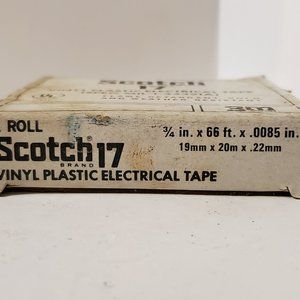 Scotch
17
ROLL
Scotch® 17
BRAND
VINYL PLASTIC ELECTRICAL TAPE
3/4 in. x 66 ft. x .0085 in.
19mm x 20m x .22mm